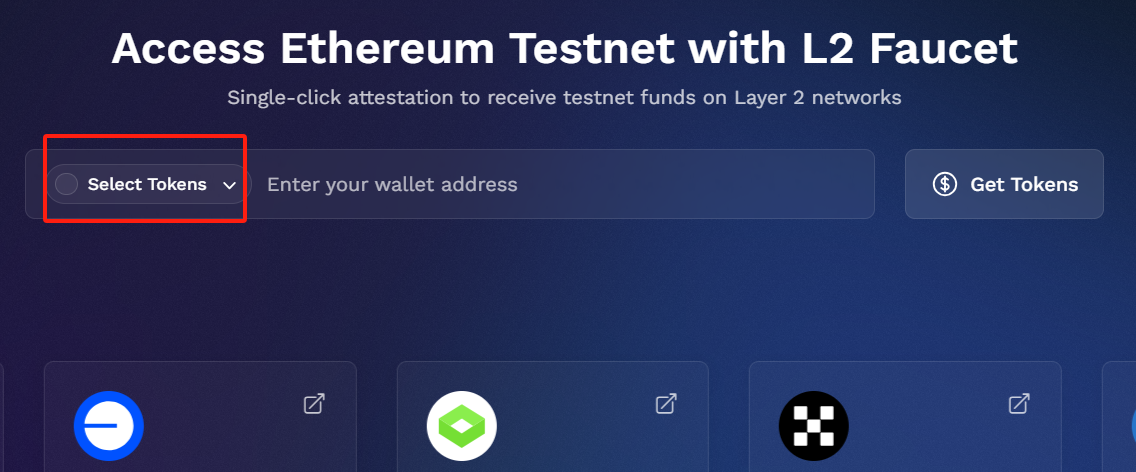 Access Ethereum Testnet with L2 Faucet
Single-click attestation to receive testnet funds on Layer 2 networks
Select Tokens
Enter your wallet address
Get Tokens